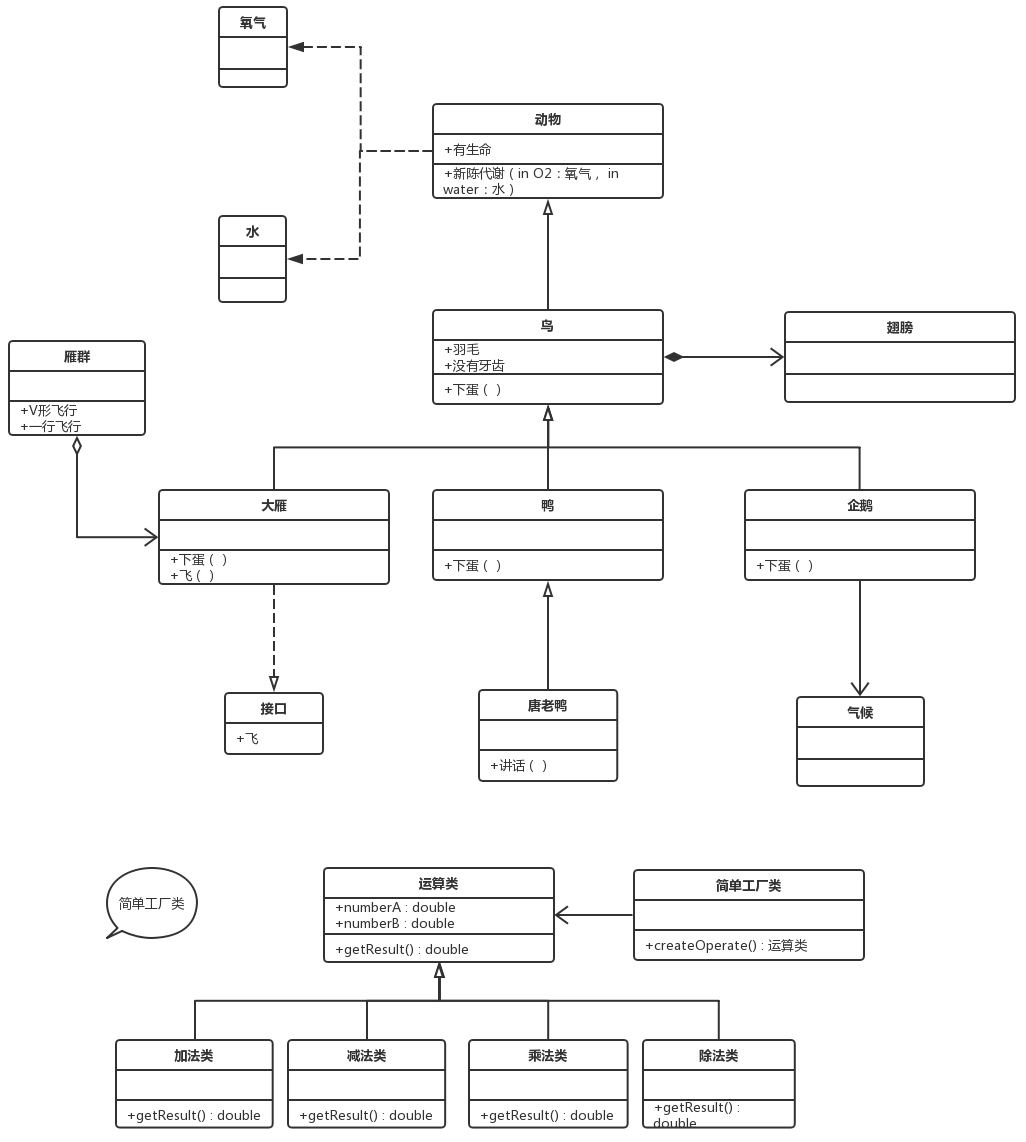 氧气
动物
+有生命
+新陈代谢 ( in O2 : 氧气 , in
water : 水 )
水
鸟
+羽毛
+没有牙齿
+下蛋 ( )
翅膀
雁群
+V形飞行
+一行飞行
大雁
+下蛋 ( )
+飞 ( )
鸭
+下蛋 ( )
企鹅
+下蛋 ( )
接口
+飞
唐老鸭
+讲话 ( )
气候
简单工厂类
运算类
+numberA : double
+numberB : double
+getResult() : double
简单工厂类
+createOperate() : 运算类
加法类
+getResult() : double
减法类
+getResult() : double
乘法类
+getResult() : double
除法类
+getResult() :
double